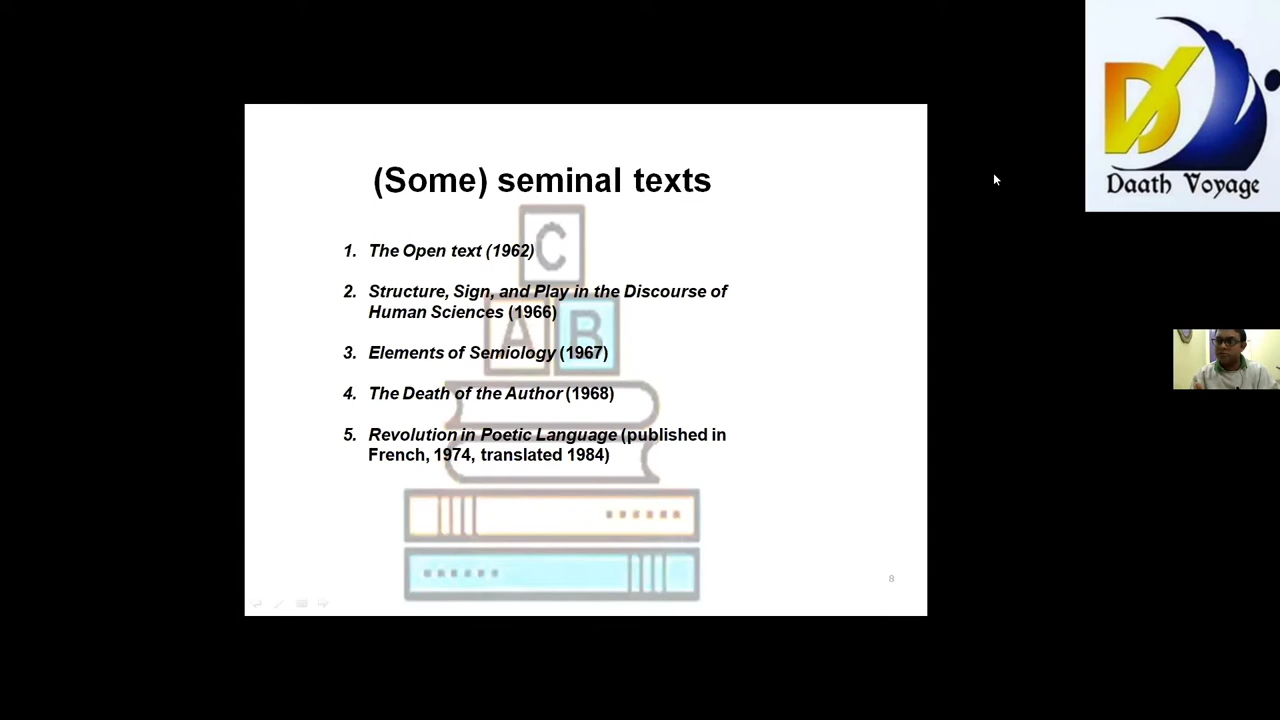 Daath Voyage
(Some) seminal texts
C
A B
1. The Open text (1962)
2. Structure, Sign, and Play in the Discourse of
Human Sciences (1966)
3. Elements of Semiology (1967)
4. The Death of the Author (1968)
5. Revolution in Poetic Language (published in
French, 1974, translated 1984)
8